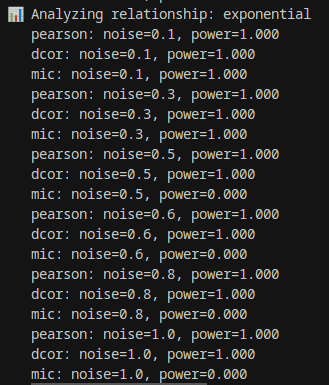 📊 Analyzing relationship: exponential
pearson: noise=0.1, power=1.000
dcor: noise=0.1, power=1.000
mic: noise=0.1, power=1.000
pearson: noise=0.3, power=1.000
dcor: noise=0.3, power=1.000
mic: noise=0.3, power=1.000
pearson: noise=0.5, power=1.000
dcor: noise=0.5, power=1.000
mic: noise=0.5, power=0.000
pearson: noise=0.6, power=1.000
dcor: noise=0.6, power=1.000
mic: noise=0.6, power=0.000
pearson: noise=0.8, power=1.000
dcor: noise=0.8, power=1.000
mic: noise=0.8, power=0.000
pearson: noise=1.0, power=1.000
dcor: noise=1.0, power=1.000
mic: noise=1.0, power=0.000